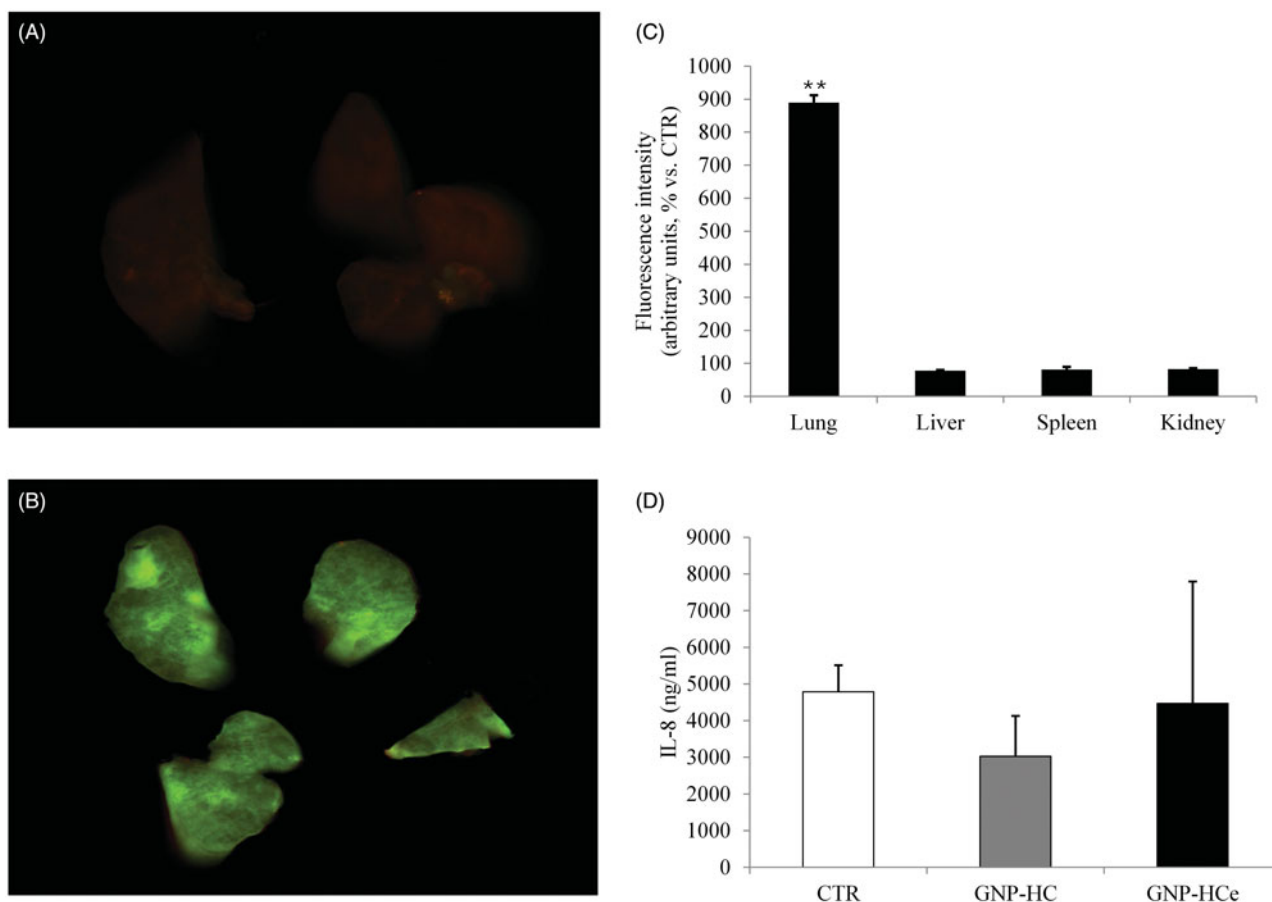 (A)
(C)
Fluorescence intensity
(arbitrary units, % vs. CTR)
1000
900
800
700
600
500
400
300
200
100
0
**
Lung Liver Spleen Kidney
(B)
(D)
IL-8 (ng/ml)
9000
8000
7000
6000
5000
4000
3000
2000
1000
0
CTR GNP-HC GNP-HCe